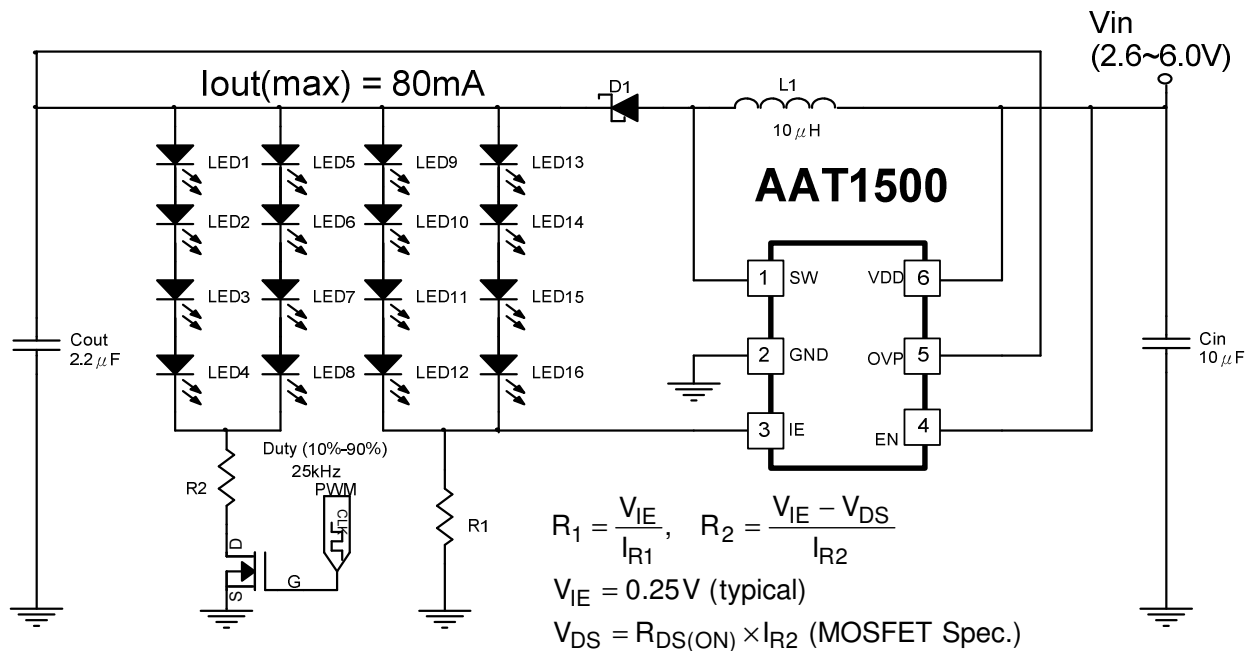 Vin
(2.6~6.0V)
Iout(max) = 80mA
D1
L1
10μH
AAT1500
LED1
LED5
LED9
LED13
LED2
LED6
LED10
LED14
LED3
LED7
LED11
LED15
LED4
LED8
LED12
LED16
1
SW
VDD
6
2
GND
OVP
5
3
IE
EN
4
Cout
2.2μF
Cin
10μF
Duty (10%-90%)
25kHz
PWM
CLK
R2
R1
D
S
G
R1 = VIE / IR1, R2 = VIE − VDS / IR2
VIE = 0.25V (typical)
VDS = RDS(ON) × IR2 (MOSFET Spec.)